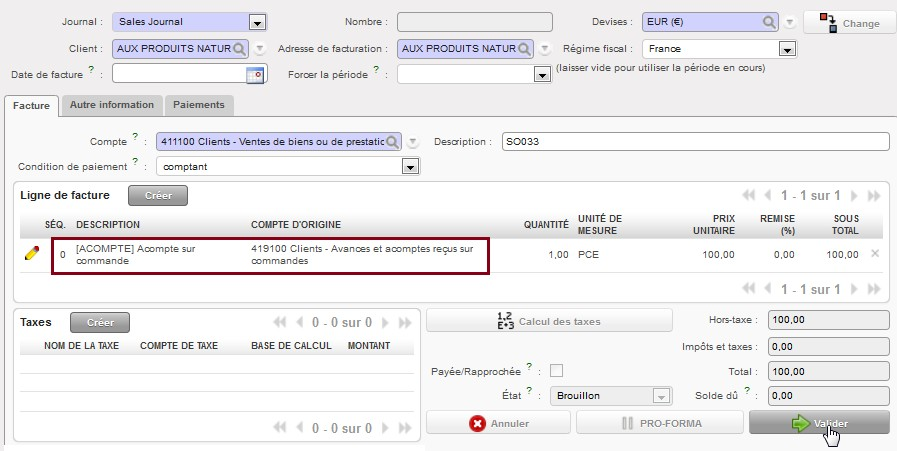 Journal : Sales Journal Nombre : Devises : EUR (€) Change
Client : AUX PRODUITS NATUR Adresse de facturation : AUX PRODUITS NATUR Régime fiscal : France
Date de facture ? : Forcer la période ? : (laisser vide pour utiliser la période en cours)
Facture Autre information Paiements
Compte ? : 411100 Clients - Ventes de biens ou de prestatic Description : SO033
Condition de paiement ? : comptant
Ligne de facture Créer 1 - 1 sur 1
SÉQ. DESCRIPTION COMPTE D'ORIGINE QUANTITÉ UNITÉ DE MESURE PRIX UNITAIRE REMISE (%) SOUS TOTAL
0 [ACOMPTE] Acompte sur commande 419100 Clients - Avances et acomptes reçus sur commandes 1,00 PCE 100,00 0,00 100,00
1 - 1 sur 1
Taxes Créer 0 - 0 sur 0
NOM DE LA TAXE COMPTE DE TAXE BASE DE CALCUL MONTANT
0 - 0 sur 0
1,2 E+3 Calcul des taxes Hors-taxe : 100,00
Impôts et taxes : 0,00
Payée/Rapprochée ? : Total : 100,00
État ? : Brouillon Solde dû ? : 0,00
Annuler PRO-FORMA Valider